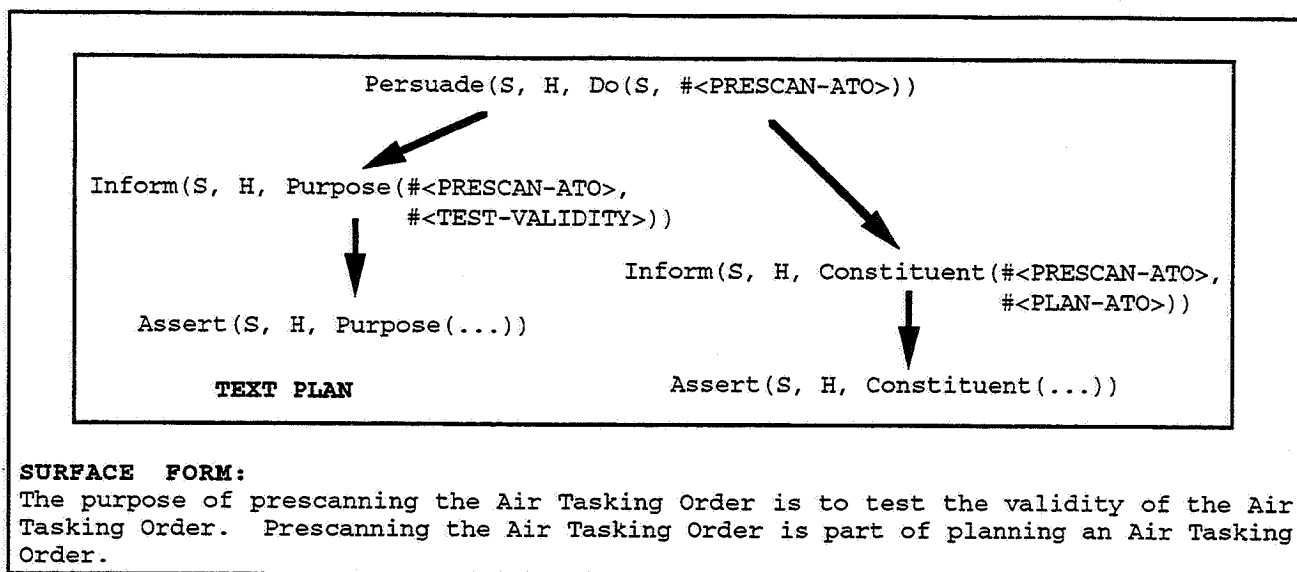 Persuade(S, H, Do(S, #<PRESCAN-ATO>))
Inform(S, H, Purpose(#<PRESCAN-ATO>,
#<TEST-VALIDITY>))
Assert(S, H, Purpose(...))
TEXT PLAN
Inform(S, H, Constituent(#<PRESCAN-ATO>,
#<PLAN-ATO>))
Assert(S, H, Constituent(...))
SURFACE FORM:
The purpose of prescanning the Air Tasking Order is to test the validity of the Air
Tasking Order. Prescanning the Air Tasking Order is part of planning an Air Tasking
Order.